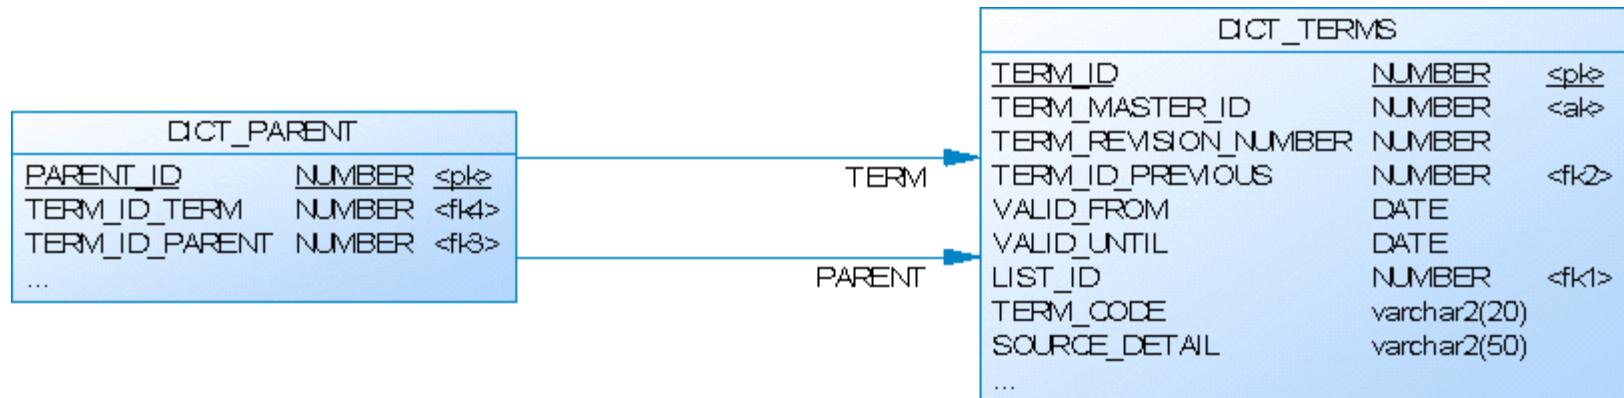 DICT_PARENT
PARENT_ID NUMBER <pk>
TERM_ID_TERM NUMBER <fk4>
TERM_ID_PARENT NUMBER <fk3>
...
TERM
PARENT
DICT_TERMS
TERM_ID NUMBER <pk>
TERM_MASTER_ID NUMBER <ak>
TERM_REVISION_NUMBER NUMBER
TERM_ID_PREVIOUS NUMBER <fk2>
VALID_FROM DATE
VALID_UNTIL DATE
LIST_ID NUMBER <fk1>
TERM_CODE varchar2(20)
SOURCE_DETAIL varchar2(50)
...